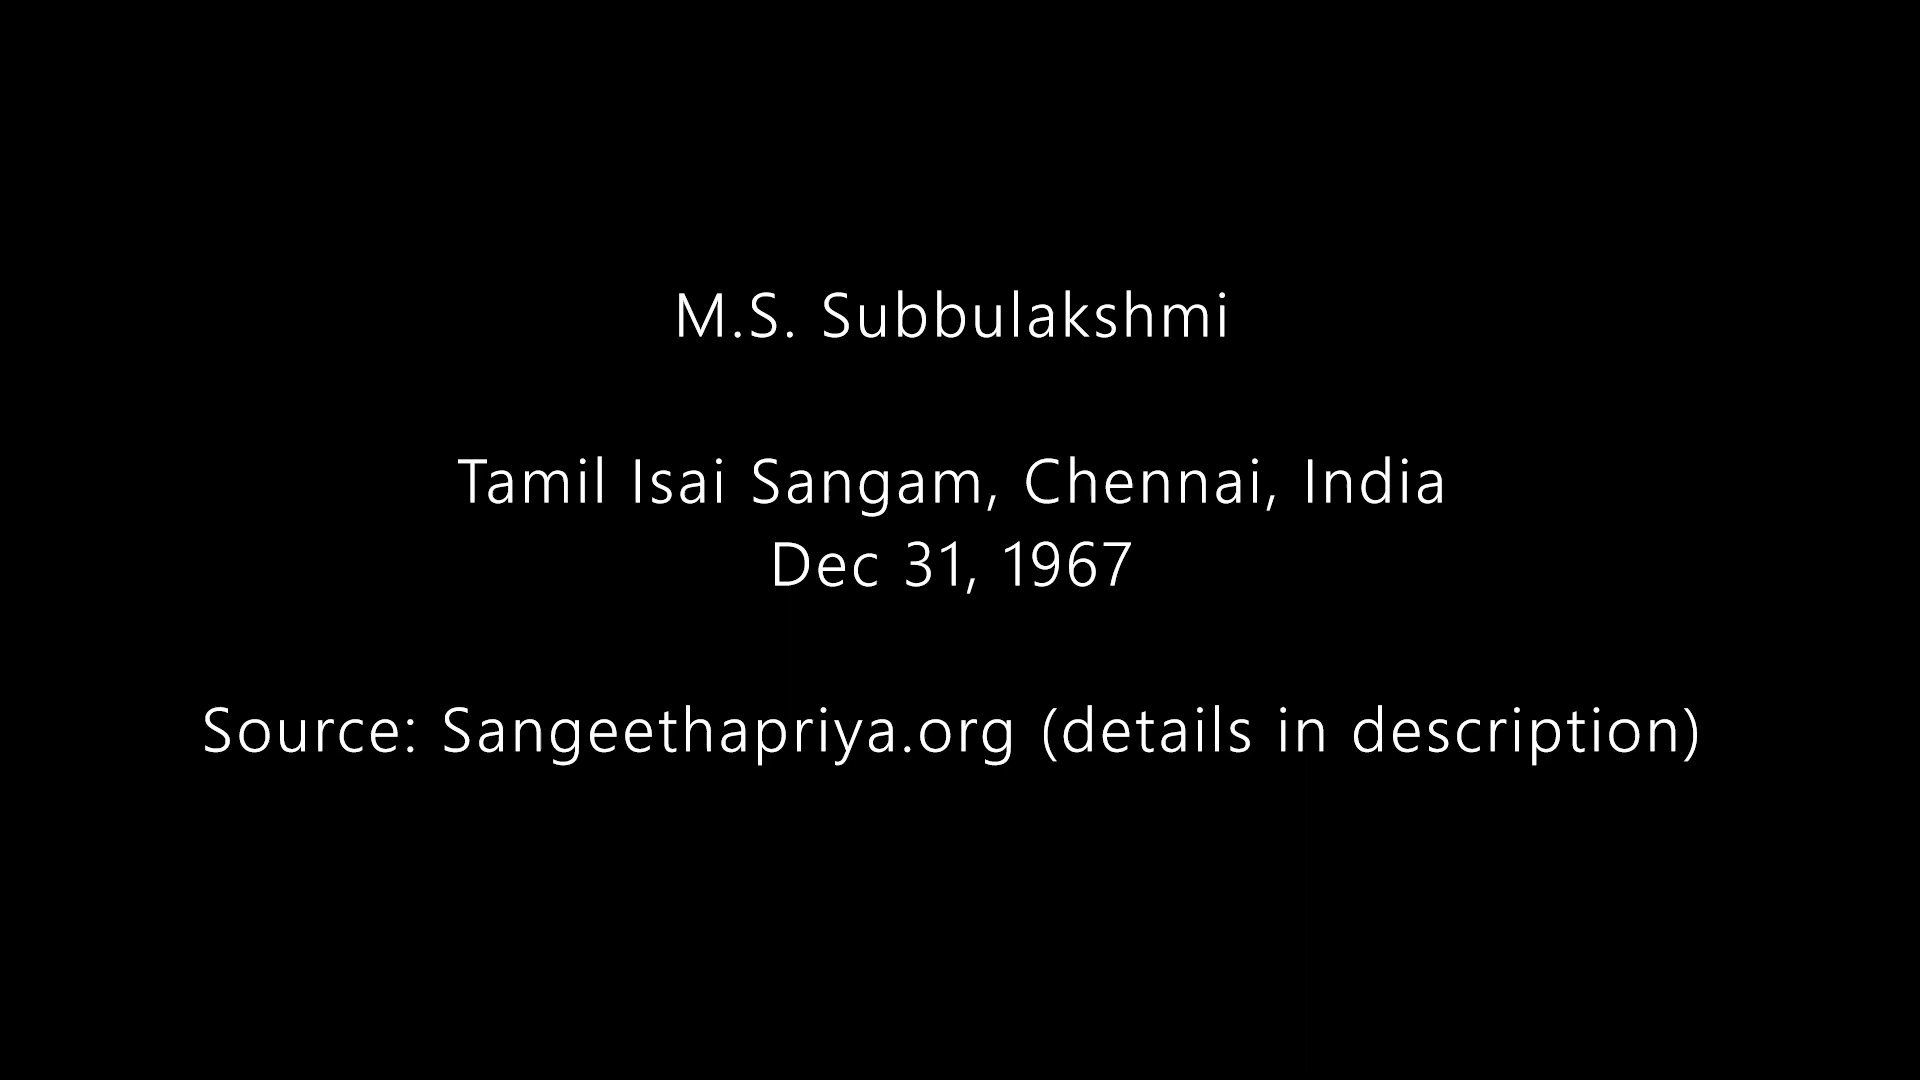 M.S. Subbulakshmi
Tamil Isai Sangam, Chennai, India
Dec 31, 1967
Source: Sangeethapriya.org (details in description)